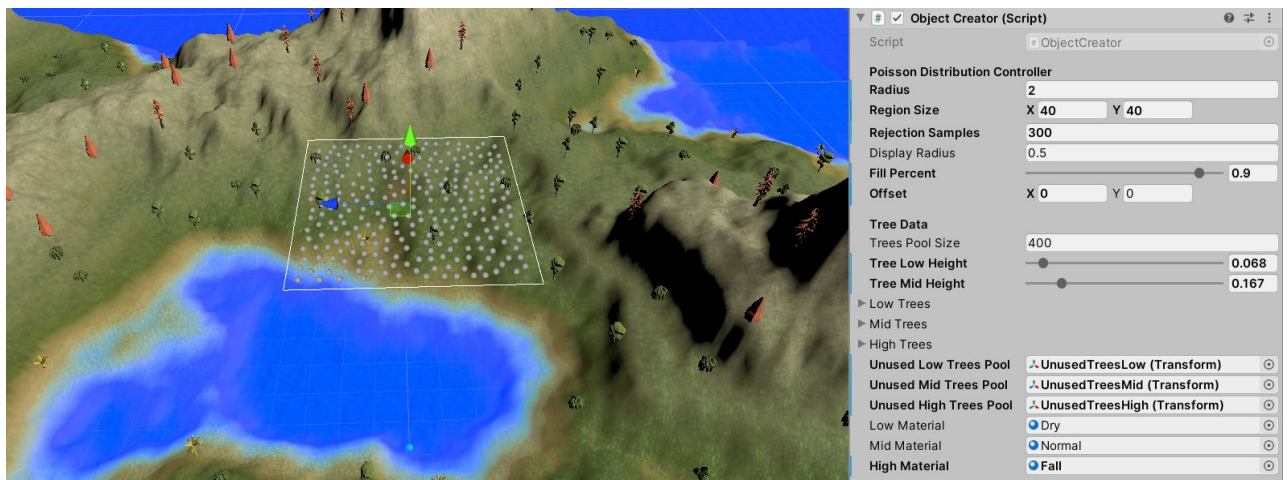 Object Creator (Script)
Script ObjectCreator
Poisson Distribution Controller
Radius 2
Region Size X 40 Y 40
Rejection Samples 300
Display Radius 0.5
Fill Percent 0.9
Offset X 0 Y 0
Tree Data
Trees Pool Size 400
Tree Low Height 0.068
Tree Mid Height 0.167
Low Trees
Mid Trees
High Trees
Unused Low Trees Pool UnusedTreesLow (Transform)
Unused Mid Trees Pool UnusedTreesMid (Transform)
Unused High Trees Pool UnusedTreesHigh (Transform)
Low Material Dry
Mid Material Normal
High Material Fall